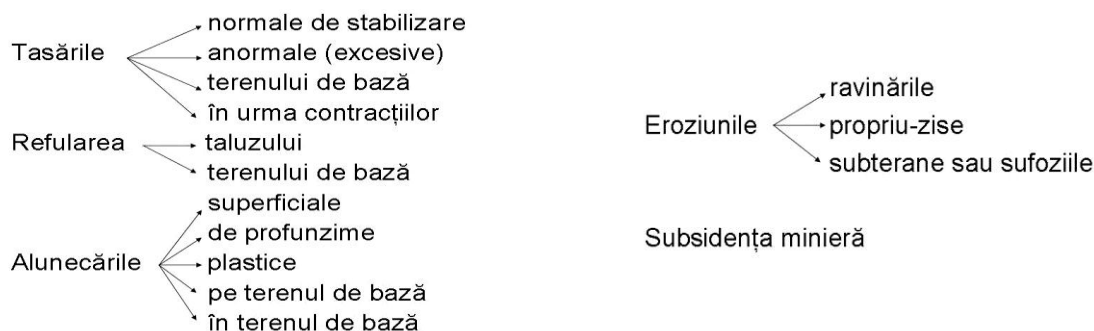 Tasările
normale de stabilizare
anormale (excesive)
terenului de bază
în urma contracțiilor
Refularea
taluzului
terenului de bază
Alunecările
superficiale
de profunzime
plastice
pe terenul de bază
în terenul de bază
Eroziunile
ravinările
propriu-zise
subterane sau sufoziile
Subsidența minieră